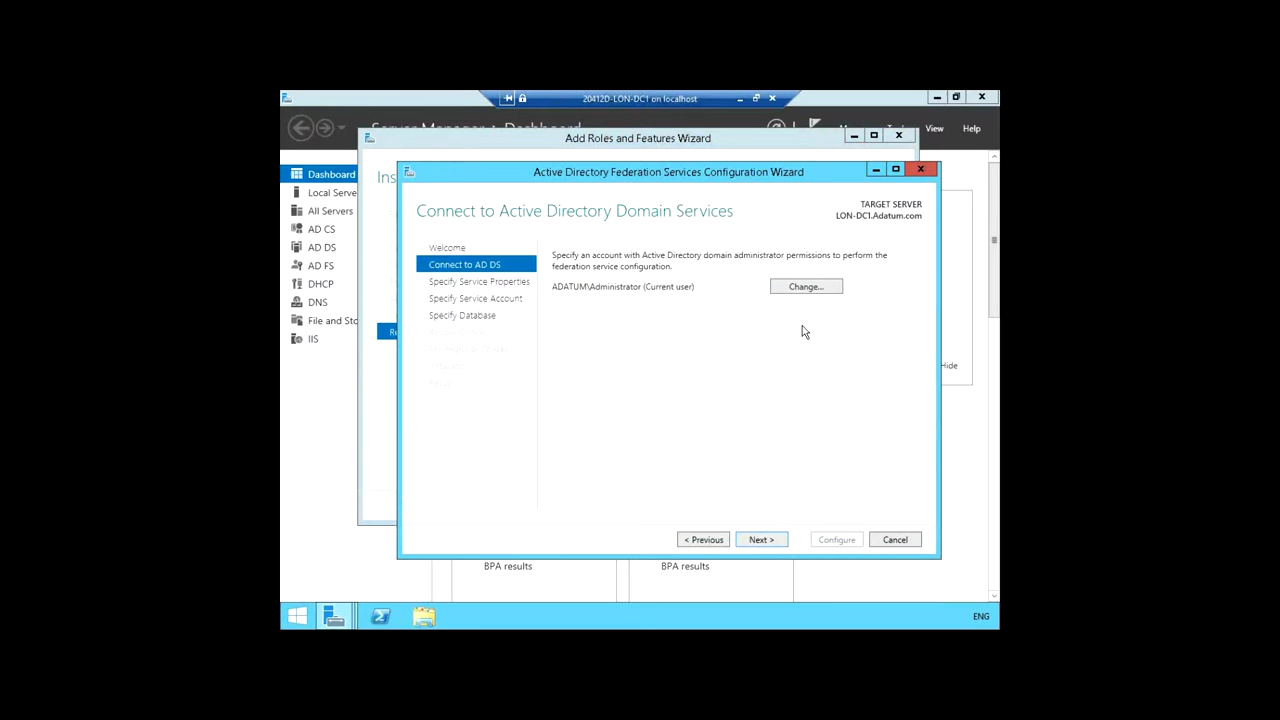 20412D-LON-DC1 on localhost
View
Help
Add Roles and Features Wizard
Active Directory Federation Services Configuration Wizard
Dashboard
Local Serve
All Servers
AD CS
AD DS
AD FS
DHCP
DNS
File and Sto
IIS
Ins
Connect to Active Directory Domain Services
TARGET SERVER
LON-DC1.Adatum.com
Welcome
Connect to AD DS
Specify Service Properties
Specify Service Account
Specify Database
Specify an account with Active Directory domain administrator permissions to perform the
federation service configuration.
ADATUM\Administrator (Current user)
Change...
Hide
< Previous
Next >
Configure
Cancel
BPA results
BPA results
ENG